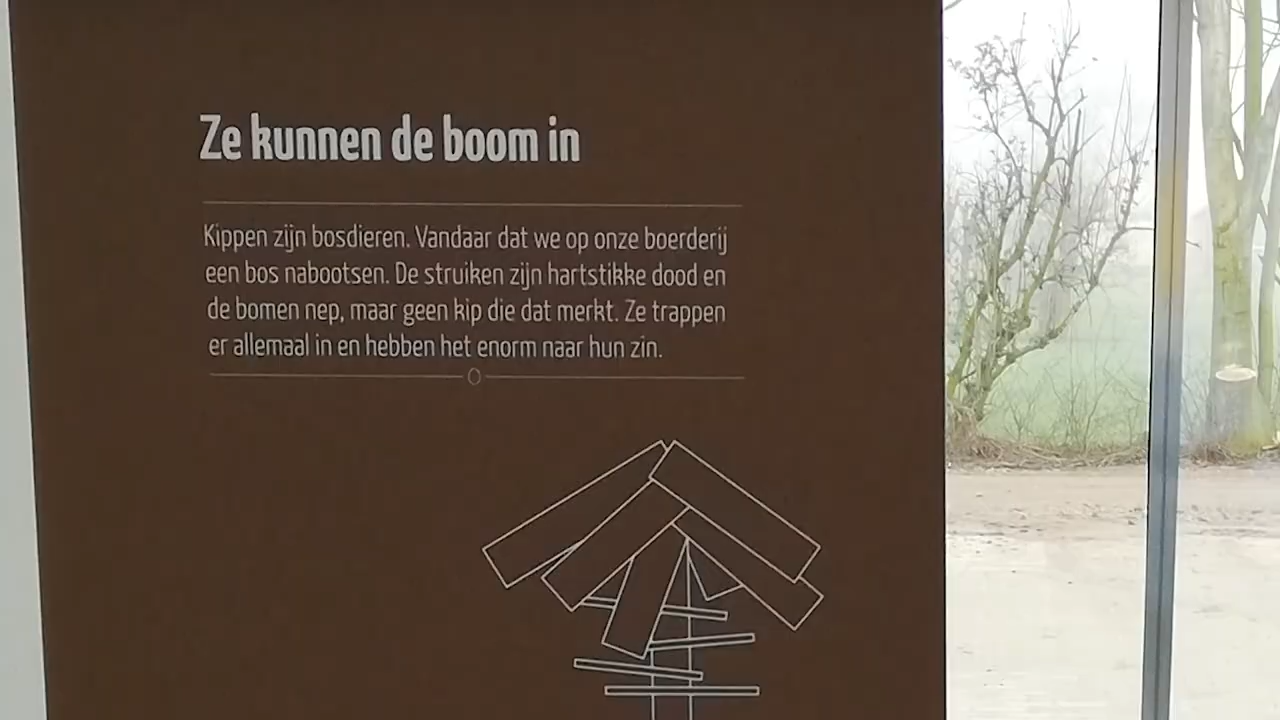 Ze kunnen de boom in
Kippen zijn bosdieren. Vandaar dat we op onze boerderij
een bos nabootsen. De struiken zijn hartstikke dood en
de bomen nep, maar geen kip die dat merkt. Ze trappen
er allemaal in en hebben het enorm naar hun zin.